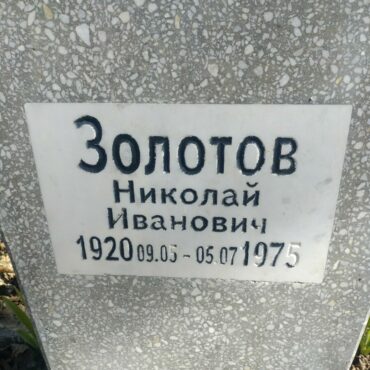 Золотов
Николай
Иванович
1920 09.05 - 05.07 1975